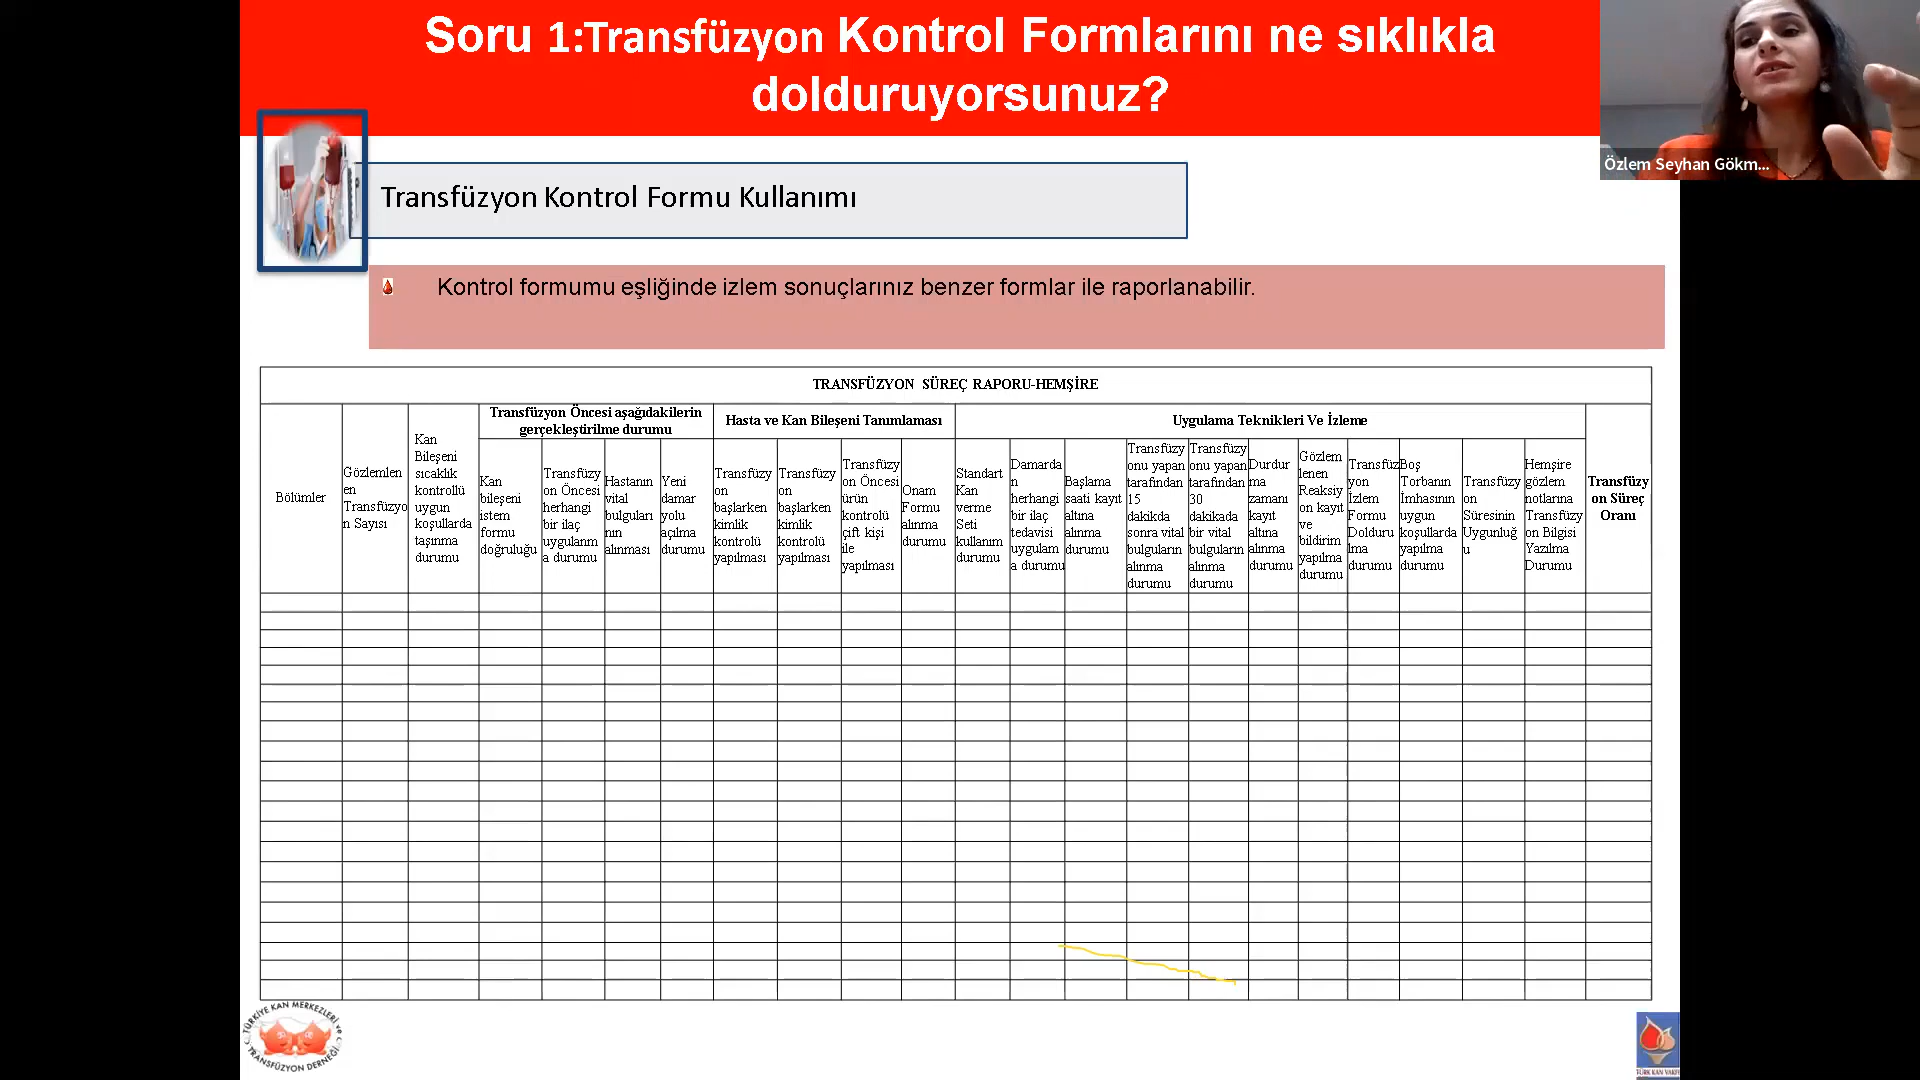 Soru 1:Transfüzyon Kontrol Formlarını ne sıklıkla
dolduruyorsunuz?
Özlem Seyhan Gökm...
Transfüzyon Kontrol Formu Kullanımı
Kontrol formumu eşliğinde izlem sonuçlarınız benzer formlar ile raporlanabilir.
TRANSFÜZYON SÜREÇ RAPORU-HEMŞİRE
Transfüzyon Öncesi aşağıdakilerin
gerçekleştirilme durumu
Hasta ve Kan Bileşeni Tanımlaması
Uygulama Teknikleri Ve İzleme
Bölümler
Gözlemlen
en
Transfüzyo
n Sayısı
Kan
Bileşeni
sıcaklık
kontrollü
uygun
koşullarda
taşınma
durumu
Kan
bileşeni
istem
formu
doğruluğu
Transfüzy
on Öncesi
herhangi
bir ilaç
uygulanm
a durumu
Hastanın
vital
bulguları
nın
alınması
Yeni
damar
yolu
açılma
durumu
Transfüzy
on
başlarken
kimlik
kontrolü
yapılması
Transfüzy
on
başlarken
kimlik
kontrolü
yapılması
Transfüzy
on Öncesi
ürün
kontrolü
çift kişi
ile
yapılması
Onam
Formu
alınma
durumu
Standart
Kan
verme
Seti
kullanım
durumu
Damarda
n
herhangi
bir ilaç
tedavisi
uygulam
a durumu
Başlama
saati kayıt
altına
alınma
durumu
Transfüzy
onu yapan
tarafından
15
dakikda
sonra vital
bulguların
alınma
durumu
Transfüzy
onu yapan
tarafından
30
dakikada
bir vital
bulguların
alınma
durumu
Durdur
ma
zamanı
kayıt
altına
alınma
durumu
Gözlem
lenen
Reaksiy
on kayıt
ve
bildirim
yapılma
durumu
Transfüz
yon
İzlem
Formu
Dolduru
lma
durumu
Boş
Torbanın
İmhasının
uygun
koşullarda
yapılma
durumu
Transfüzy
on
Süresinin
Uygunluğ
u
Hemşire
gözlem
notlarına
Transfüzy
on Bilgisi
Yazılma
Durumu
Transfüzy
on Süreç
Oranı
TÜRKİYE KAN MERKEZLERİ ve
TRANSFÜZYON DERNEĞİ
TÜRK KAN VAKFI